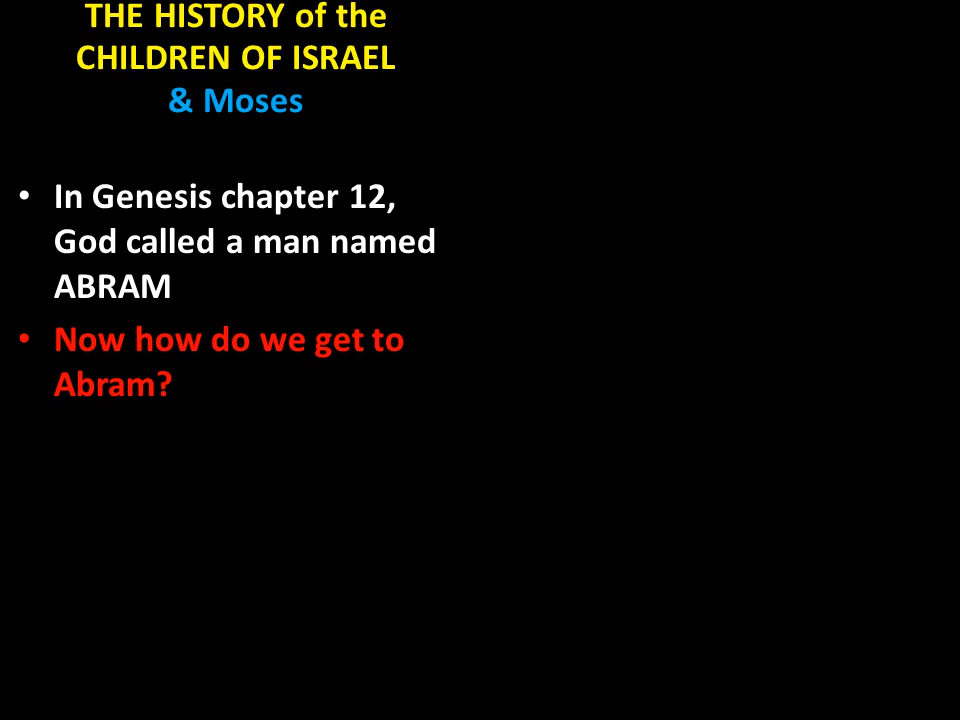 THE HISTORY of the
CHILDREN OF ISRAEL
& Moses
• In Genesis chapter 12,
God called a man named
ABRAM
• Now how do we get to
Abram?